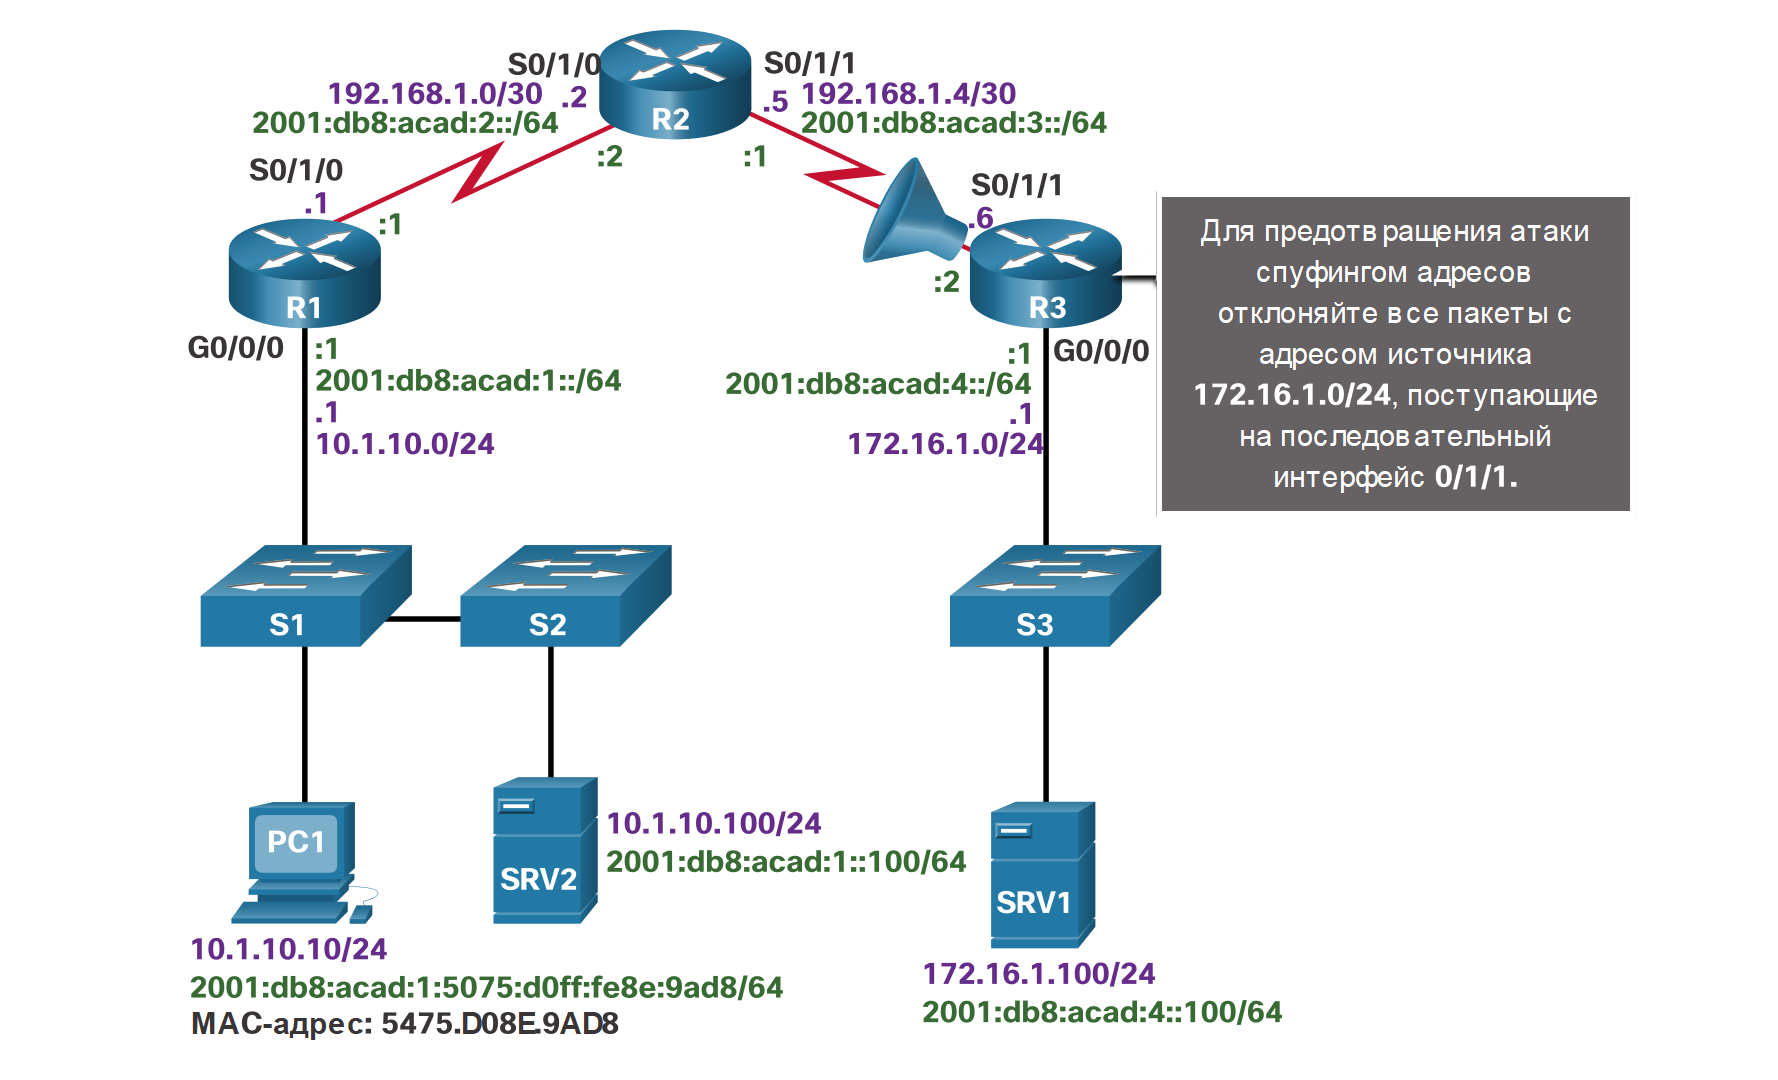 S0/1/0
S0/1/1
192.168.1.0/30
.2
R2
.5
192.168.1.4/30
2001:db8:acad:2::/64
2001:db8:acad:3::/64
:2
:1
S0/1/0
.1
:1
S0/1/1
.6
:2
R1
R3
G0/0/0
:1
2001:db8:acad:1::/64
.1
10.1.10.0/24
:1
G0/0/0
2001:db8:acad:4::/64
.1
172.16.1.0/24
Для предотвращения атаки
спуфингом адресов
отклоняйте все пакеты с
адресом источника
172.16.1.0/24, поступающие
на последовательный
интерфейс 0/1/1.
S1
S2
S3
PC1
SRV2
10.1.10.100/24
2001:db8:acad:1::100/64
SRV1
10.1.10.10/24
2001:db8:acad:1:5075:d0ff:fe8e:9ad8/64
MAC-адрес: 5475.D08E.9AD8
172.16.1.100/24
2001:db8:acad:4::100/64